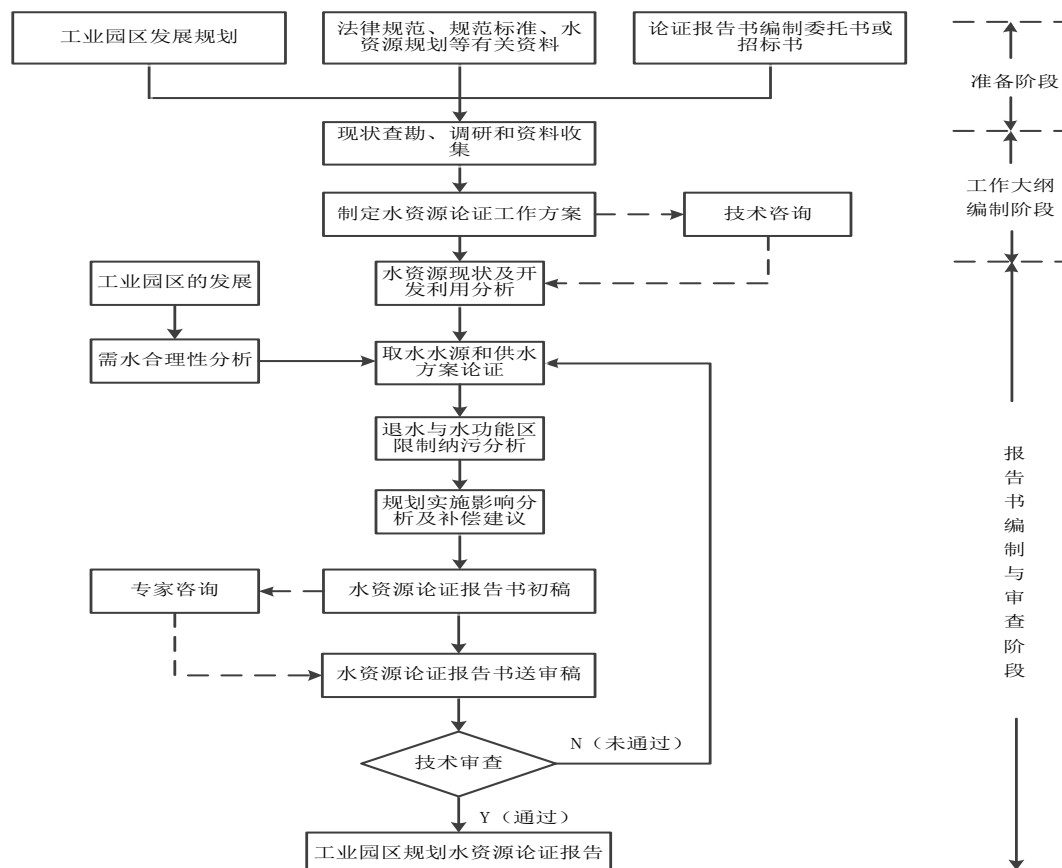 工业园区发展规划
法律规范、规范标准、水
资源规划等有关资料
论证报告书编制委托书或
招标书
准备阶段
现状查勘、调研和资料收
集
工作大纲
编制阶段
制定水资源论证工作方案
技术咨询
水资源现状及开
发利用分析
工业园区的发展
需水合理性分析
取水水源和供水
方案论证
退水与水功能区
限制纳污分析
规划实施影响分
析及补偿建议
专家咨询
水资源论证报告书初稿
水资源论证报告书送审稿
技术审查
N（未通过）
Y（通过）
工业园区规划水资源论证报告
报
告
书
编
制
与
审
查
阶
段